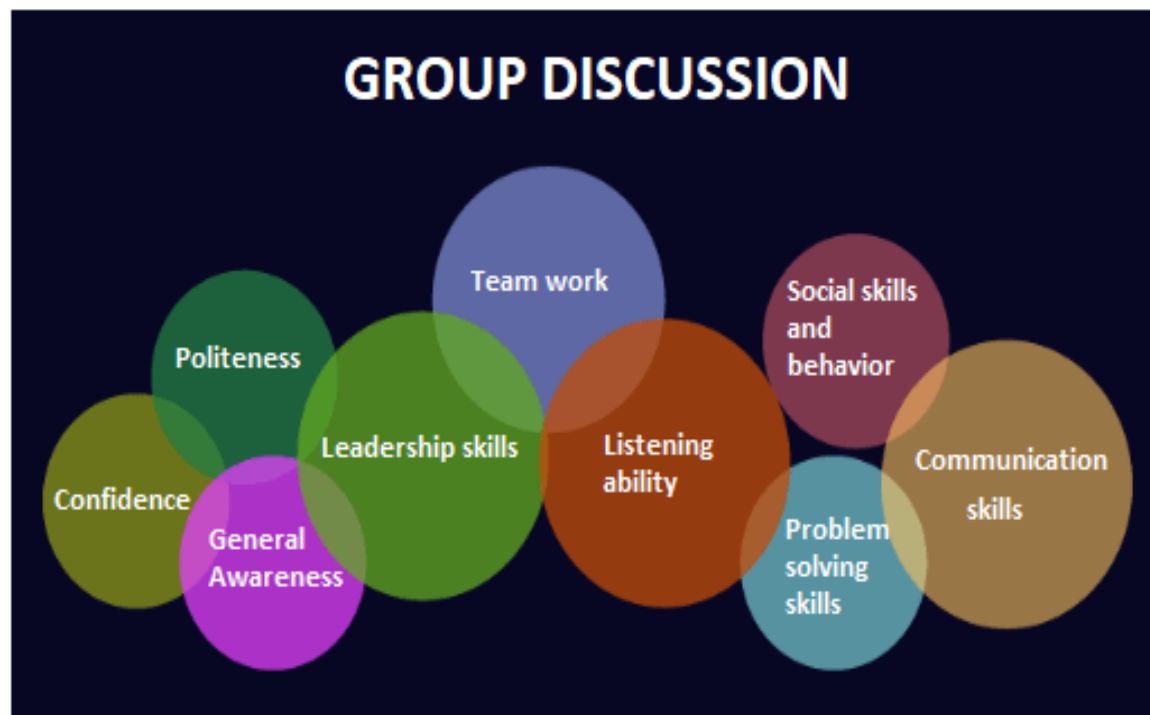 GROUP DISCUSSION
Team work
Social skills
and
behavior
Politeness
Leadership skills
Listening
ability
Communication
skills
Confidence
General
Awareness
Problem
solving
skills